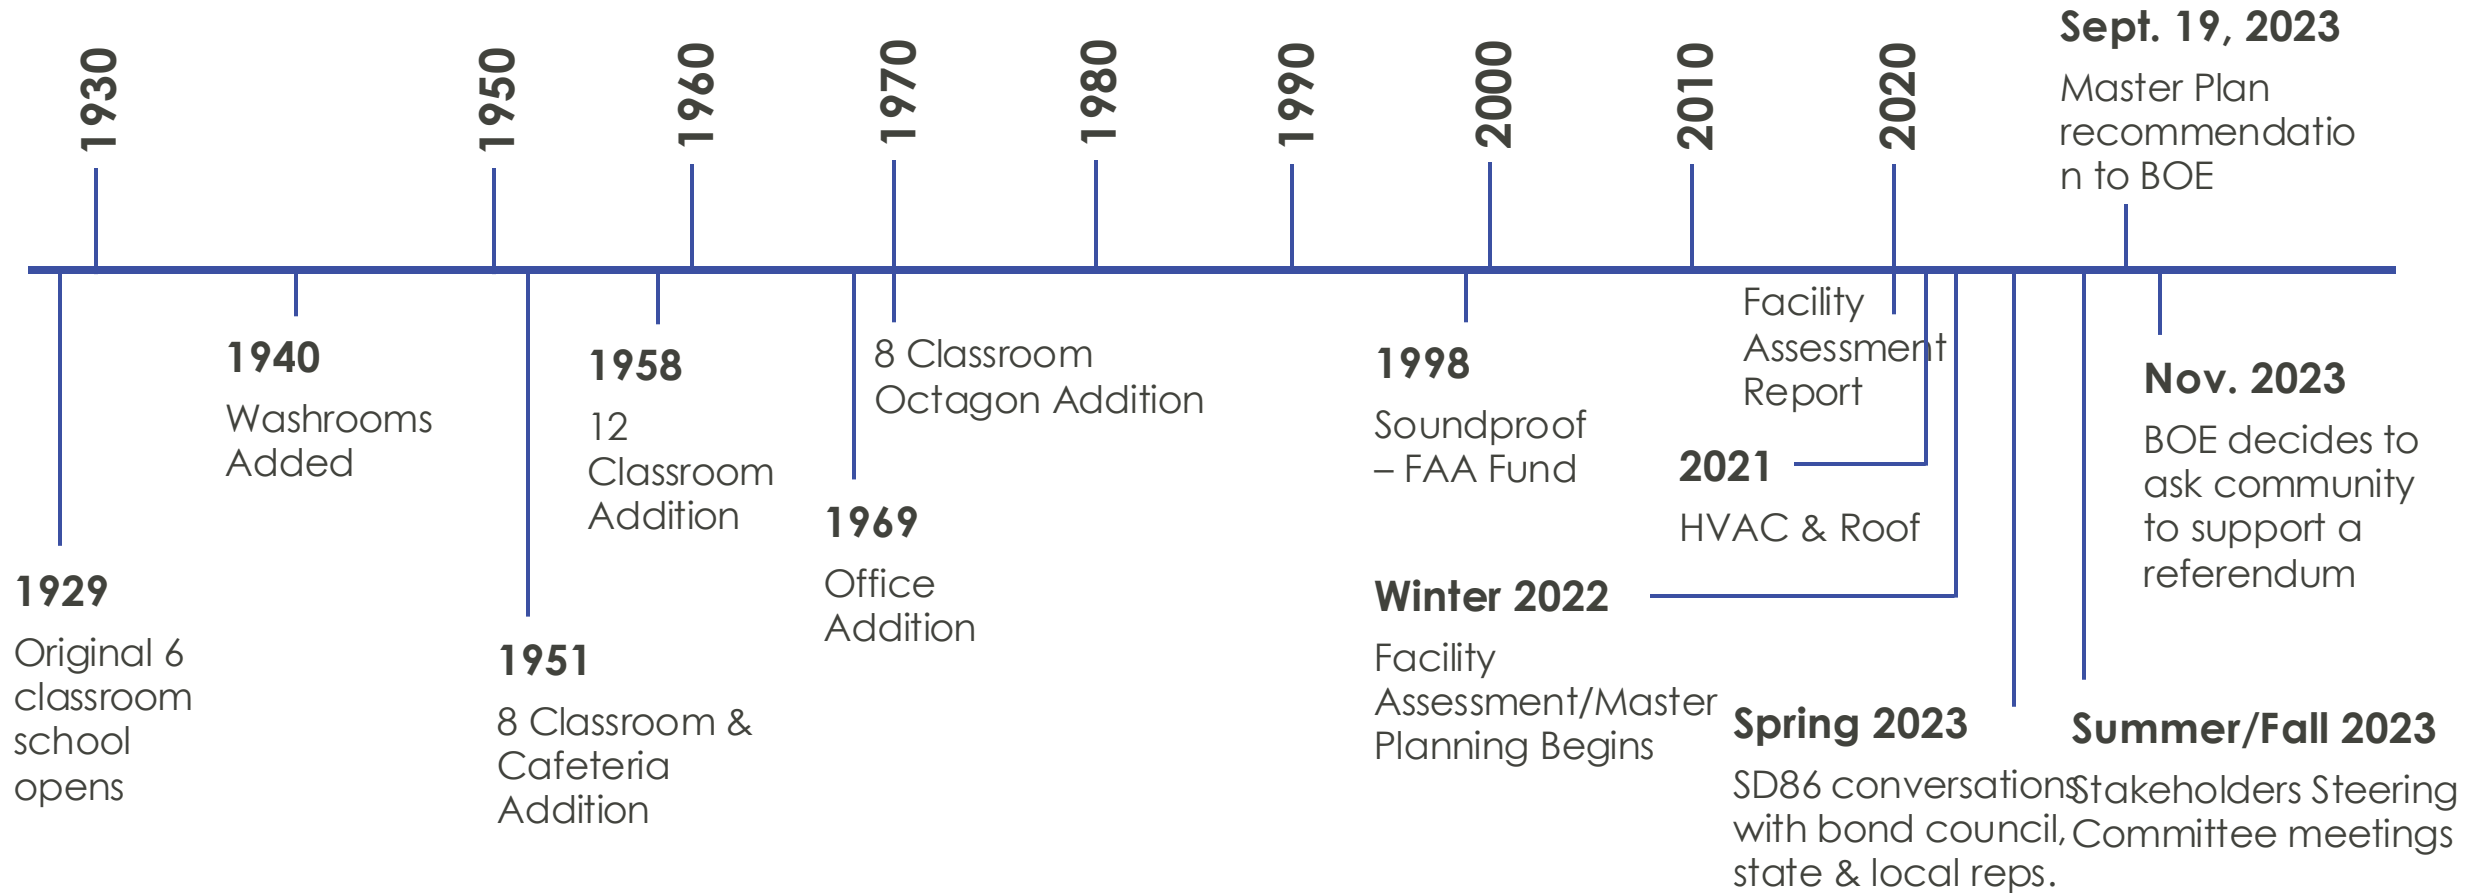 1930
1950
1960
1970
1980
1990
2000
2010
2020
Sept. 19, 2023
Master Plan
recommendatio
n to BOE
1929
Original 6
classroom
school
opens
1940
Washrooms
Added
1951
8 Classroom &
Cafeteria
Addition
1958
12
Classroom
Addition
1969
Office
Addition
8 Classroom
Octagon Addition
1998
Soundproof
– FAA Fund
Facility
Assessment
Report
2021
HVAC & Roof
Winter 2022
Facility
Assessment/Master
Planning Begins
Spring 2023
SD86 conversations
with bond council,
state & local reps.
Summer/Fall 2023
Stakeholders Steering
Committee meetings
Nov. 2023
BOE decides to
ask community
to support a
referendum